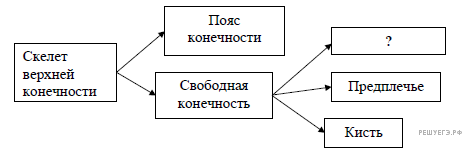 Пояс
конечности
Скелет
верхней
конечности
Свободная
конечность
?
Предплечье
Кисть
РЕШУЕГЭ.РФ